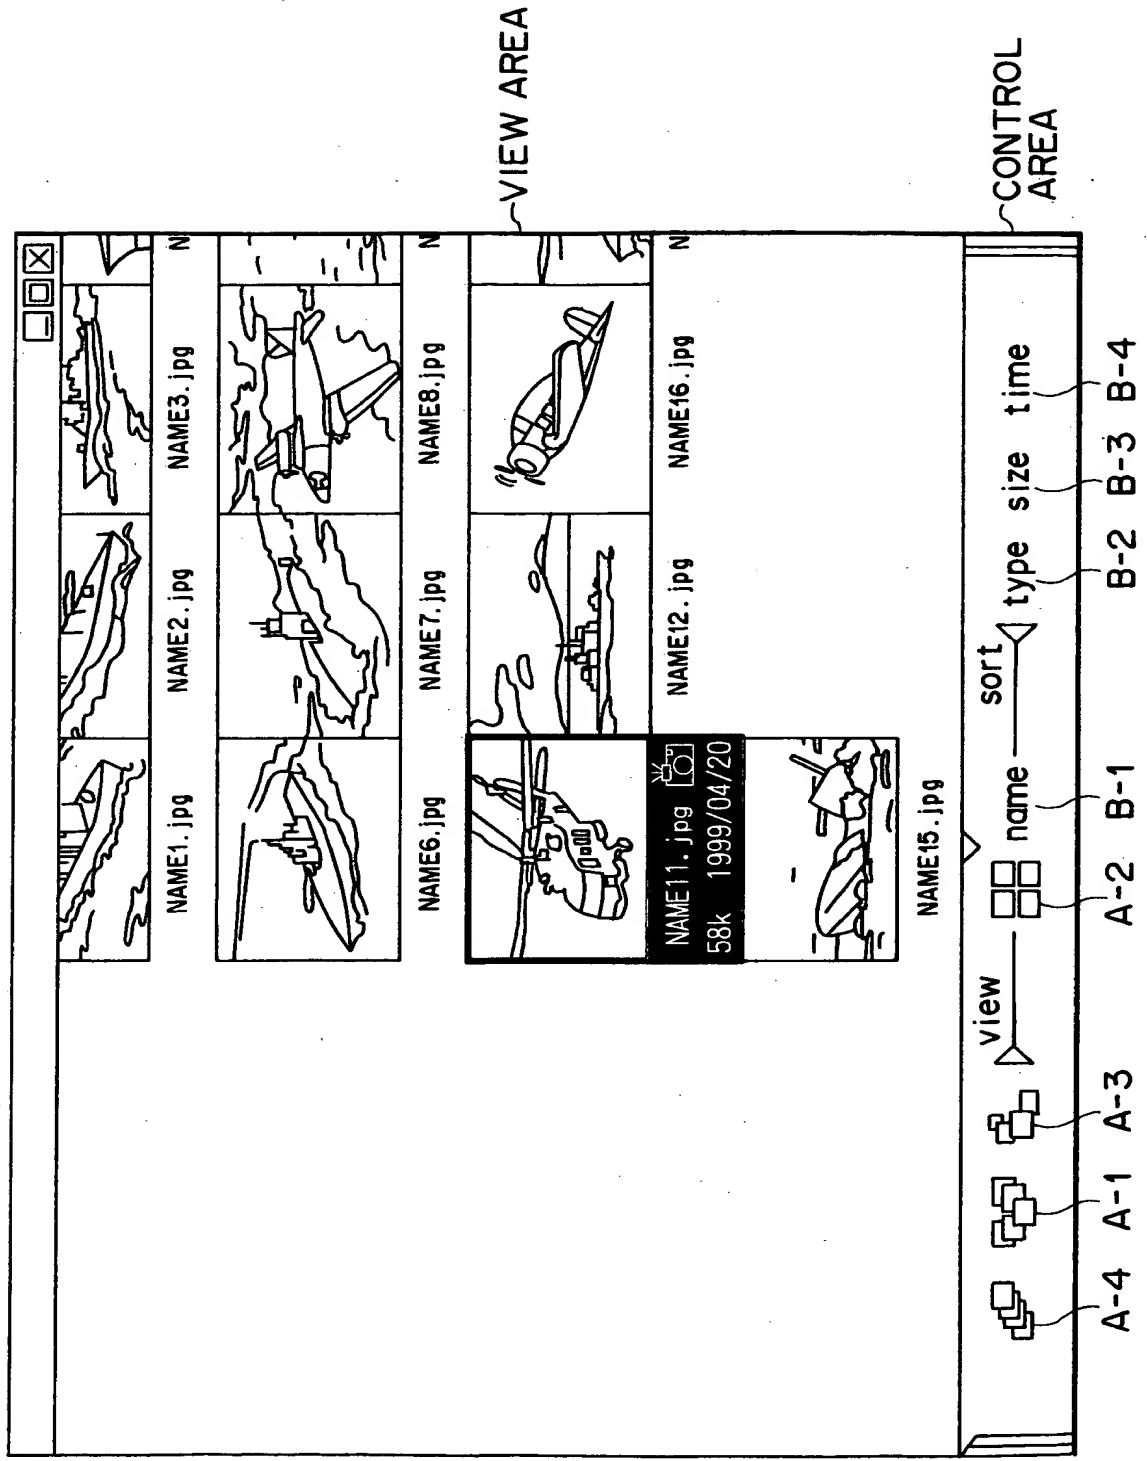 NAME1.jpg NAME2.jpg NAME3.jpg N
NAME6.jpg NAME7.jpg NAME8.jpg N
NAME11.jpg NAME12.jpg NAME16.jpg N
58k 1999/04/20
NAME15.jpg
VIEW AREA
view sort
name type size time
CONTROL
AREA
A-4 A-1 A-3 A-2 B-1 B-2 B-3 B-4